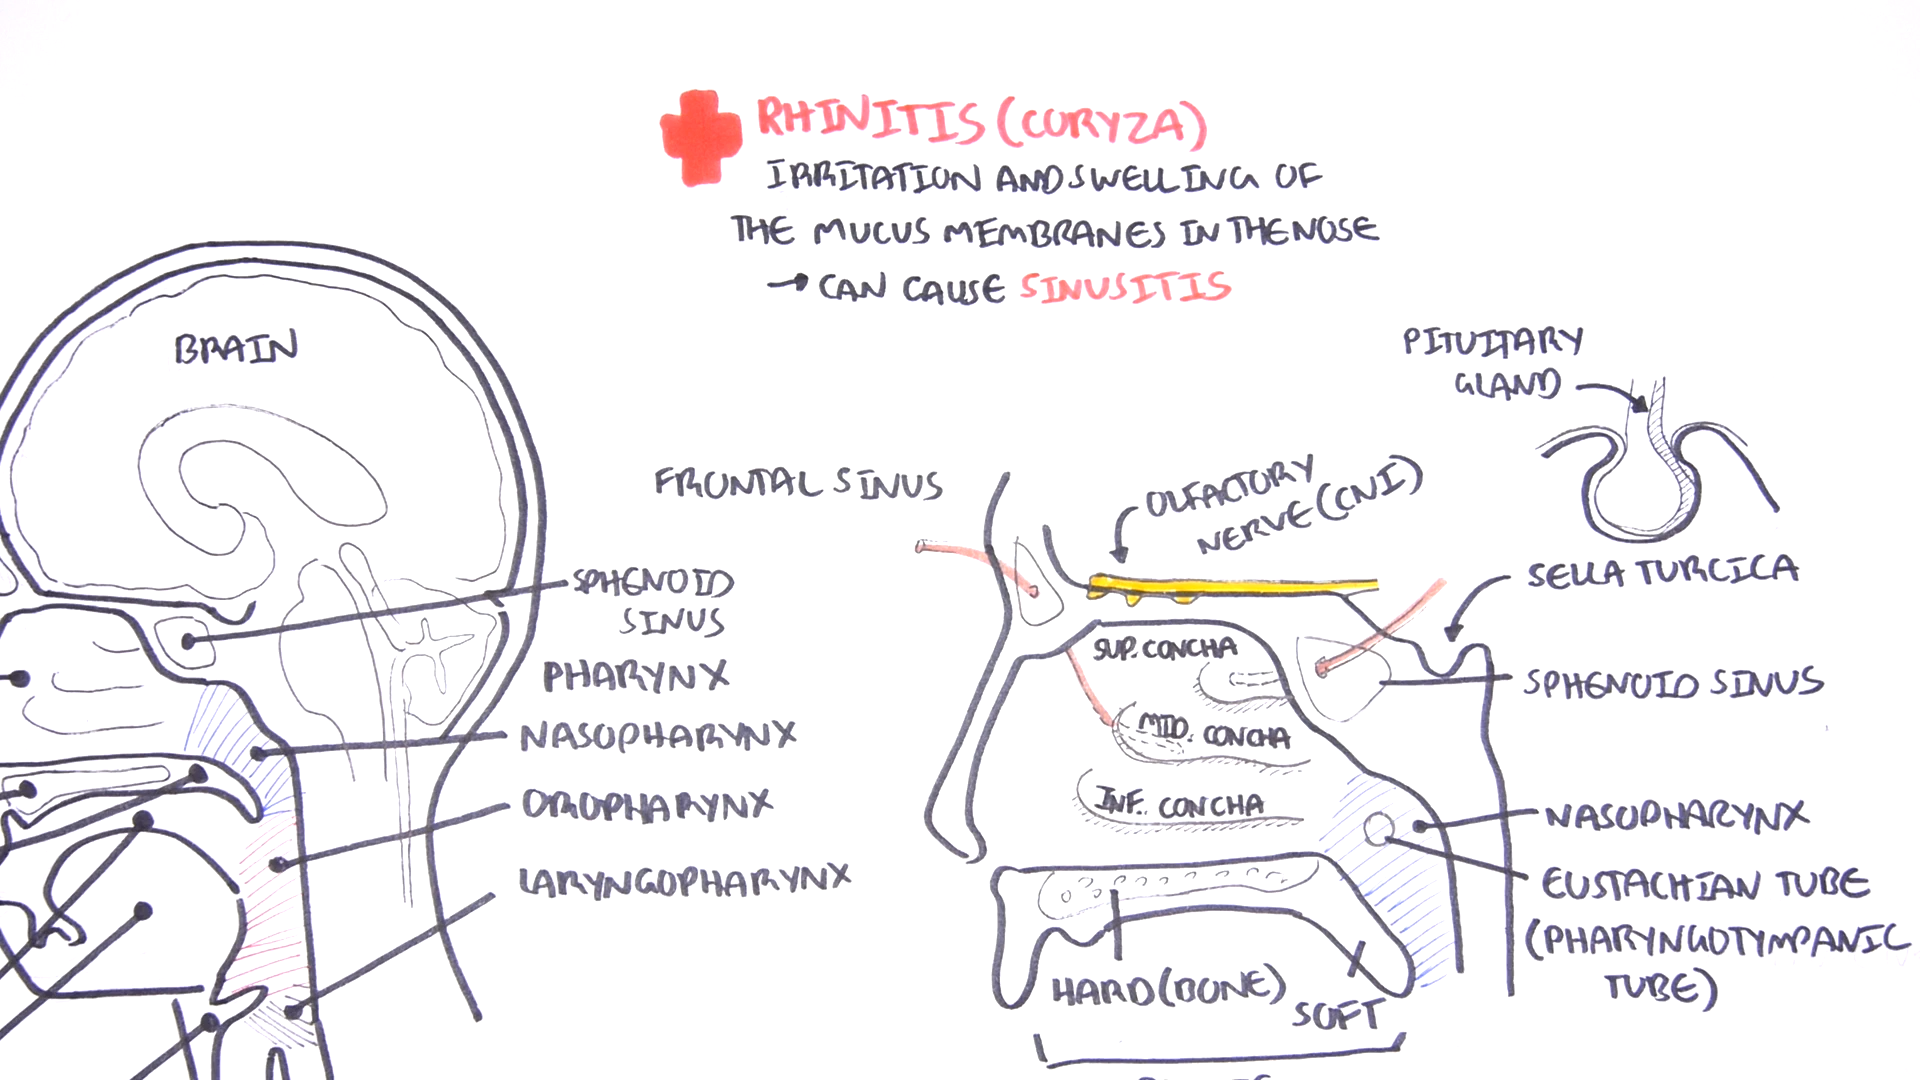 RHINITIS (CORYZA)
IRRITATION AND SWELLING OF
THE MUCUS MEMBRANES IN THE NOSE
→ CAN CAUSE SINUSITIS
BRAIN
SPHENOID
SINUS
PHARYNX
NASOPHARYNX
OROPHARYNX
LARYNGOPHARYNX
FRONTAL SINUS
OLFACTORY
NERVE (CNI)
PITUITARY
GLAND
SELLA TURCICA
SUP. CONCHA
MID. CONCHA
INF. CONCHA
SPHENOID SINUS
NASOPHARYNX
EUSTACHIAN TUBE
(PHARYNGOTYMPANIC
TUBE)
HARD (BONE)
SOFT